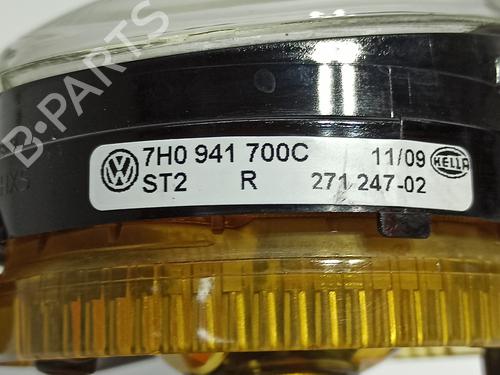 B-PARTS
7H0 941 700C 11/09 HELLA
ST2 R 271 247-02